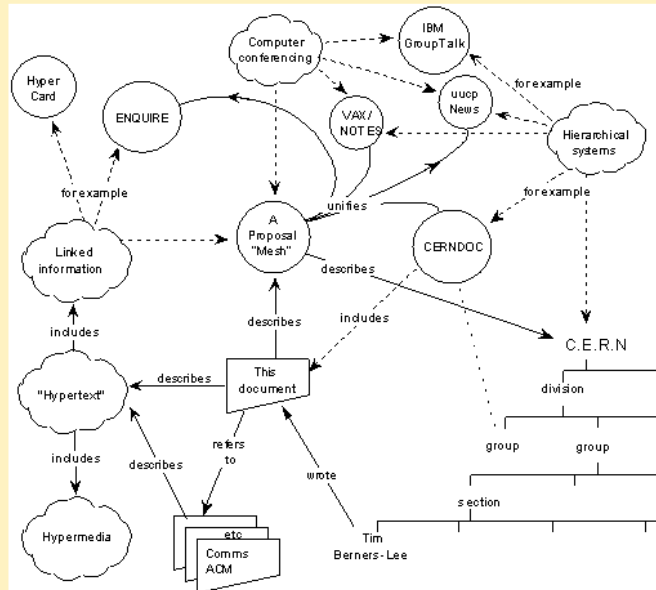 IBM
GroupTalk
Computer
conferencing
Hyper
Card
for example
uucp
News
ENQUIRE
VAX/
NOTES
Hierarchical
systems
for example
for example
unifies
A
Proposal
"Mesh"
CERNDOC
Linked
information
describes
includes
describes
includes
C.E.R.N
This
document
describes
division
"Hypertext"
refers
to
group
group
includes
describes
wrote
section
Hypermedia
etc
Tim
Berners-Lee
Comms
ACM